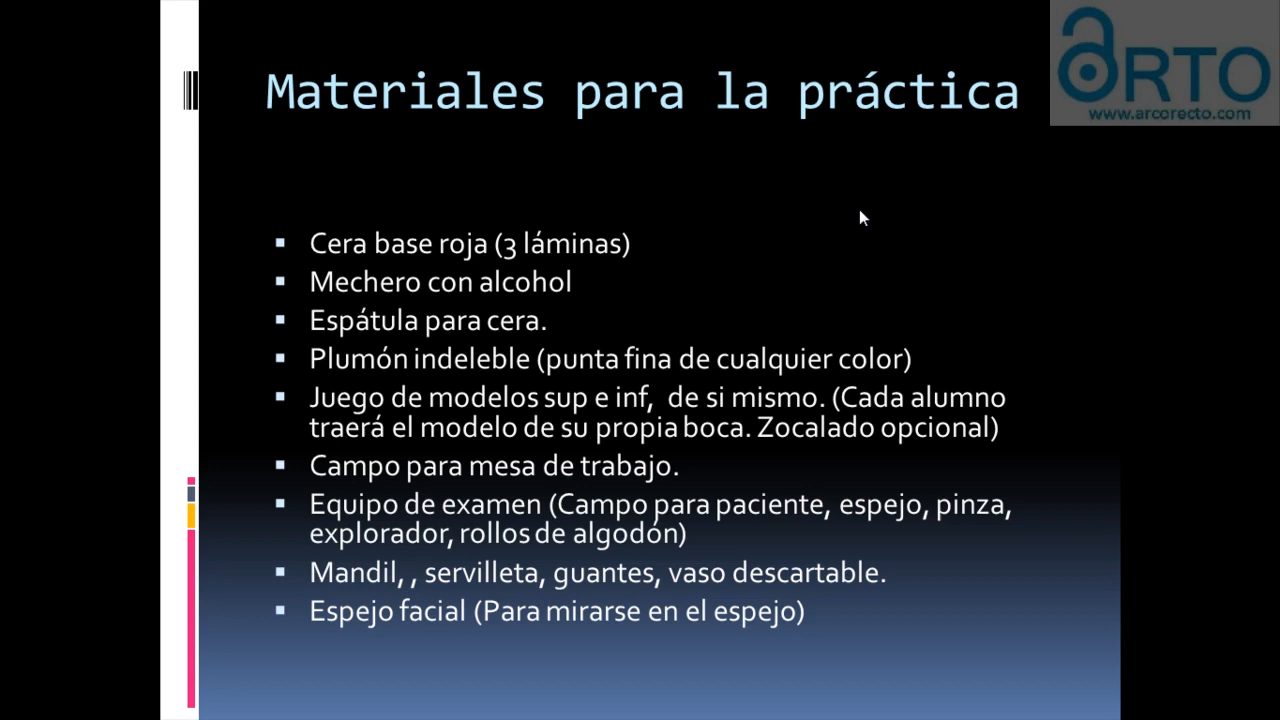 Materiales para la práctica
aRTO
www.arcorecto.com
Cera base roja (3 láminas)
Mechero con alcohol
Espátula para cera.
Plumón indeleble (punta fina de cualquier color)
Juego de modelos sup e inf, de si mismo. (Cada alumno
traerá el modelo de su propia boca. Zocalado opcional)
Campo para mesa de trabajo.
Equipo de examen (Campo para paciente, espejo, pinza,
explorador, rollos de algodón)
Mandil, , servilleta, guantes, vaso descartable.
Espejo facial (Para mirarse en el espejo)